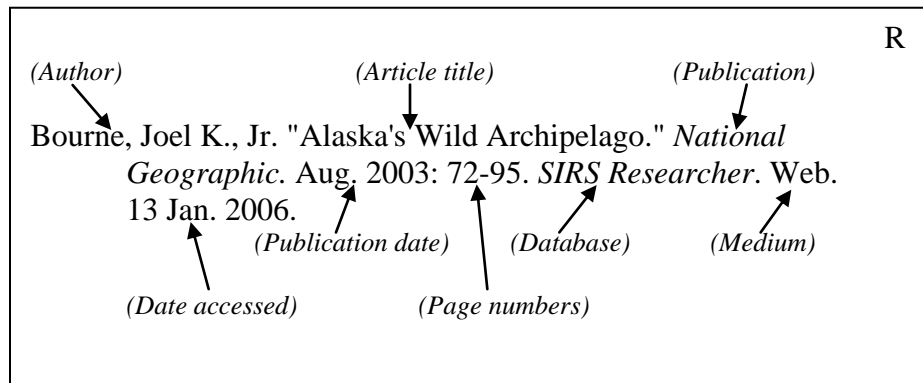 R
(Author) (Article title) (Publication)
Bourne, Joel K., Jr. "Alaska's Wild Archipelago." National
Geographic. Aug. 2003: 72-95. SIRS Researcher. Web.
13 Jan. 2006.
(Publication date) (Database) (Medium)
(Date accessed) (Page numbers)